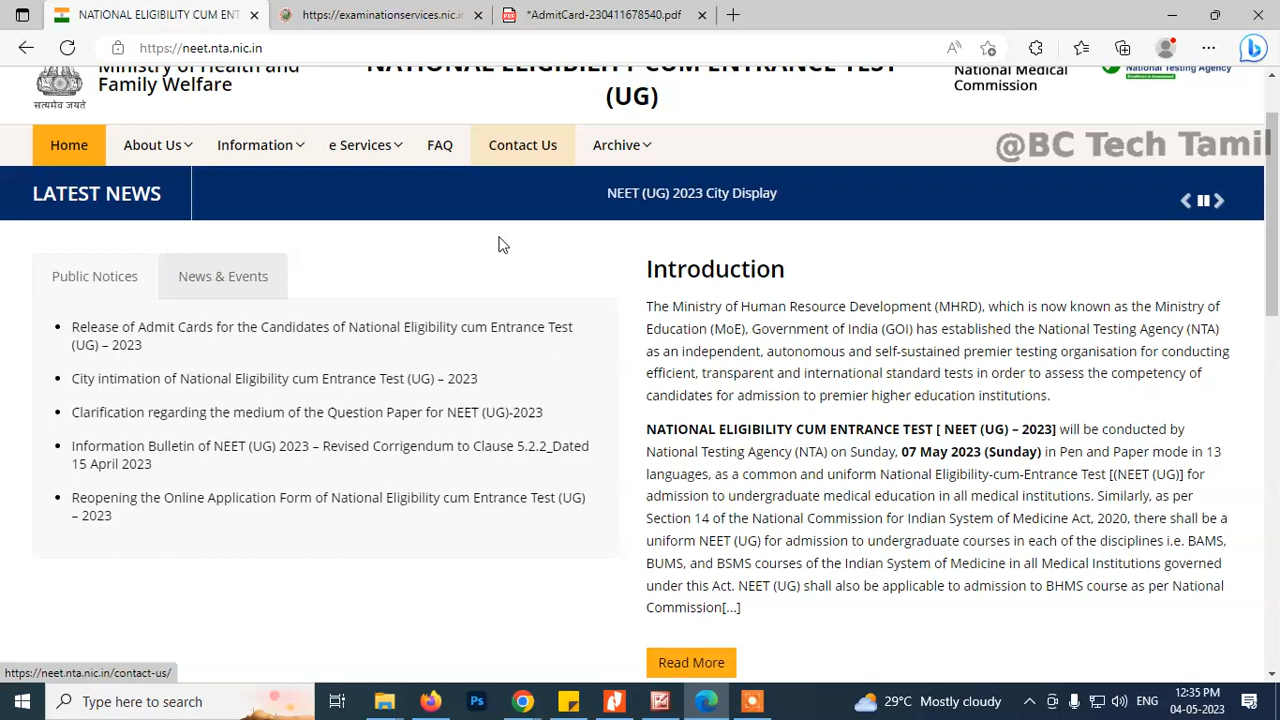 NATIONAL ELIGIBILITY CUM ENT
https://examinationservices.nic.in
*AdmitCard-230411678540.pdf
https://neet.nta.nic.in
Ministry of Health and
Family Welfare
सत्यमेव जयते
NATIONAL ELIGIBILITY CUM ENTRANCE TEST
(UG)
National Medical
Commission
National Testing Agency
Excellence in Assessment
Home
About Us
Information
e Services
FAQ
Contact Us
Archive
@BC Tech Tamil
LATEST NEWS
NEET (UG) 2023 City Display
Public Notices
News & Events
Release of Admit Cards for the Candidates of National Eligibility cum Entrance Test
(UG) – 2023
City intimation of National Eligibility cum Entrance Test (UG) – 2023
Clarification regarding the medium of the Question Paper for NEET (UG)-2023
Information Bulletin of NEET (UG) 2023 – Revised Corrigendum to Clause 5.2.2_Dated
15 April 2023
Reopening the Online Application Form of National Eligibility cum Entrance Test (UG)
– 2023
Introduction
The Ministry of Human Resource Development (MHRD), which is now known as the Ministry of
Education (MoE), Government of India (GOI) has established the National Testing Agency (NTA)
as an independent, autonomous and self-sustained premier testing organisation for conducting
efficient, transparent and international standard tests in order to assess the competency of
candidates for admission to premier higher education institutions.
NATIONAL ELIGIBILITY CUM ENTRANCE TEST [ NEET (UG) – 2023] will be conducted by
National Testing Agency (NTA) on Sunday, 07 May 2023 (Sunday) in Pen and Paper mode in 13
languages, as a common and uniform National Eligibility-cum-Entrance Test [(NEET (UG)] for
admission to undergraduate medical education in all medical institutions. Similarly, as per
Section 14 of the National Commission for Indian System of Medicine Act, 2020, there shall be a
uniform NEET (UG) for admission to undergraduate courses in each of the disciplines i.e. BAMS,
BUMS, and BSMS courses of the Indian System of Medicine in all Medical Institutions governed
under this Act. NEET (UG) shall also be applicable to admission to BHMS course as per National
Commission[...]
Read More
https://neet.nta.nic.in/contact-us/
Type here to search
Ps
29°C Mostly cloudy
ENG
12:35 PM
04-05-2023